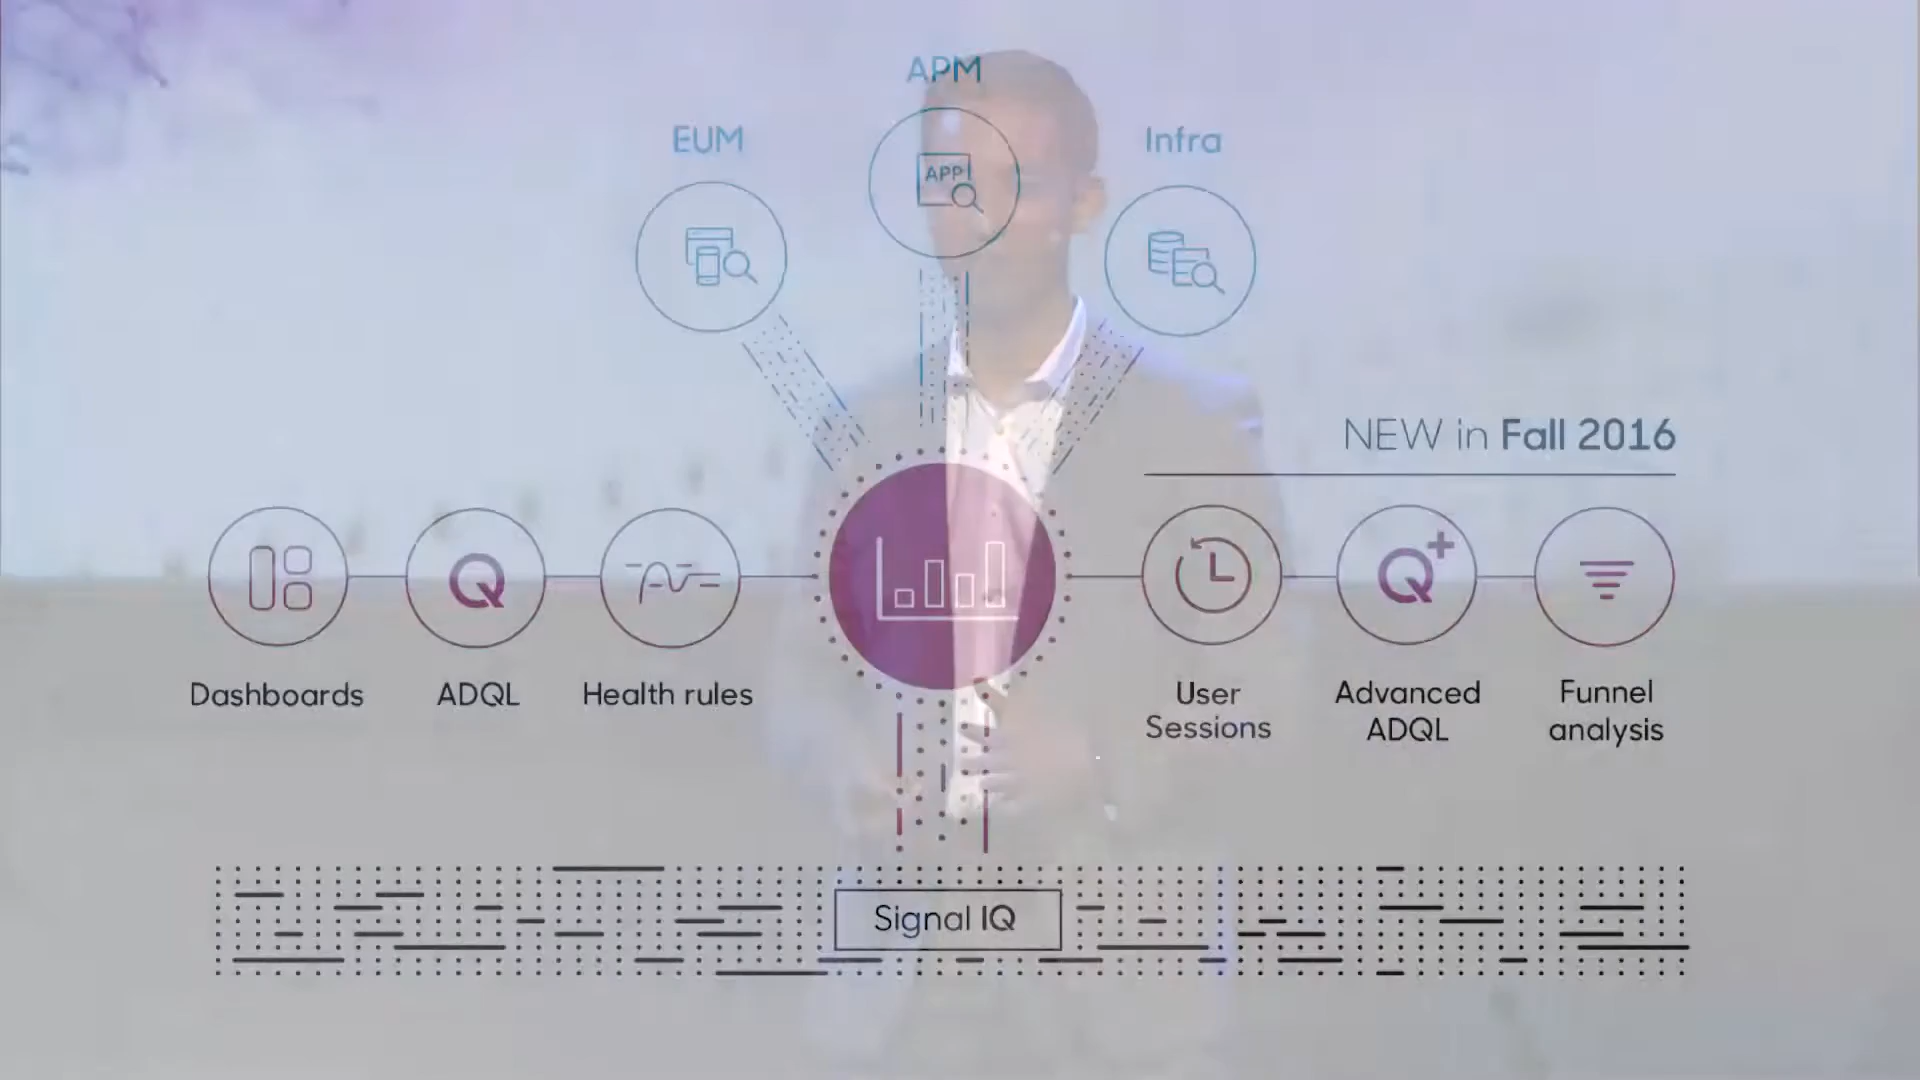 APM
EUM
Infra
APP
NEW in Fall 2016
Q
Q+
Dashboards
ADQL
Health rules
User
Sessions
Advanced
ADQL
Funnel
analysis
Signal IQ